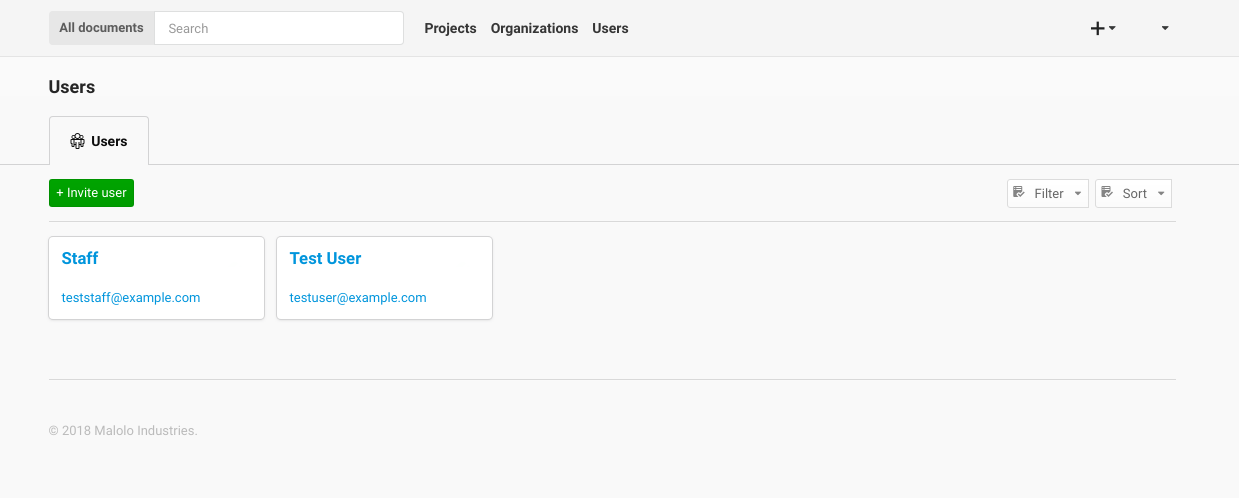 All documents Search Projects Organizations Users
Users
Users
+ Invite user Filter Sort
Staff Test User
teststaff@example.com testuser@example.com
© 2018 Malolo Industries.